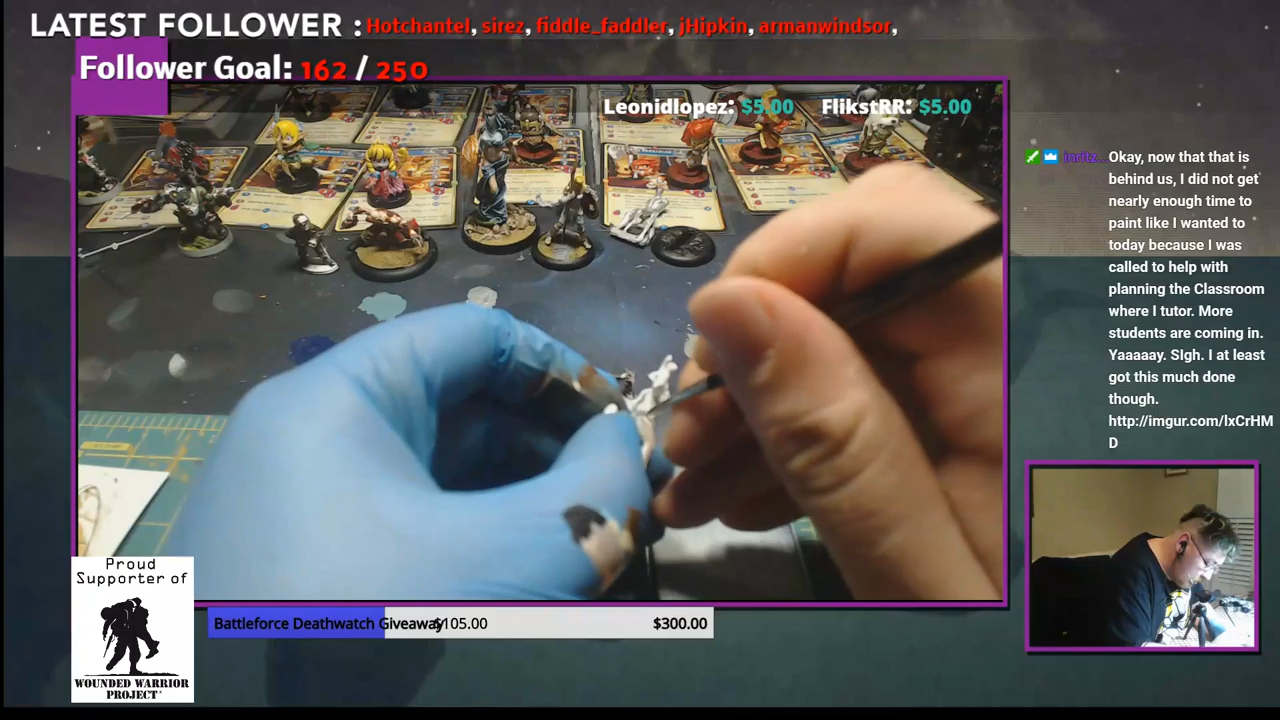 LATEST FOLLOWER : Hotchantel, sirez, fiddle_faddler, jHipkin, armanwindsor,
Follower Goal: 162 / 250
Leonidlopez: $5.00 FlikstRR: $5.00
Okay, now that that is
behind us, I did not get
nearly enough time to
paint like I wanted to
today because I was
called to help with
planning the Classroom
where I tutor. More
students are coming in.
Yaaaaay. SIgh. I at least
got this much done
though.
http://imgur.com/lxCrHM
D
Proud
Supporter of
WOUNDED WARRIOR
PROJECT
Battleforce Deathwatch Giveaway $105.00 $300.00